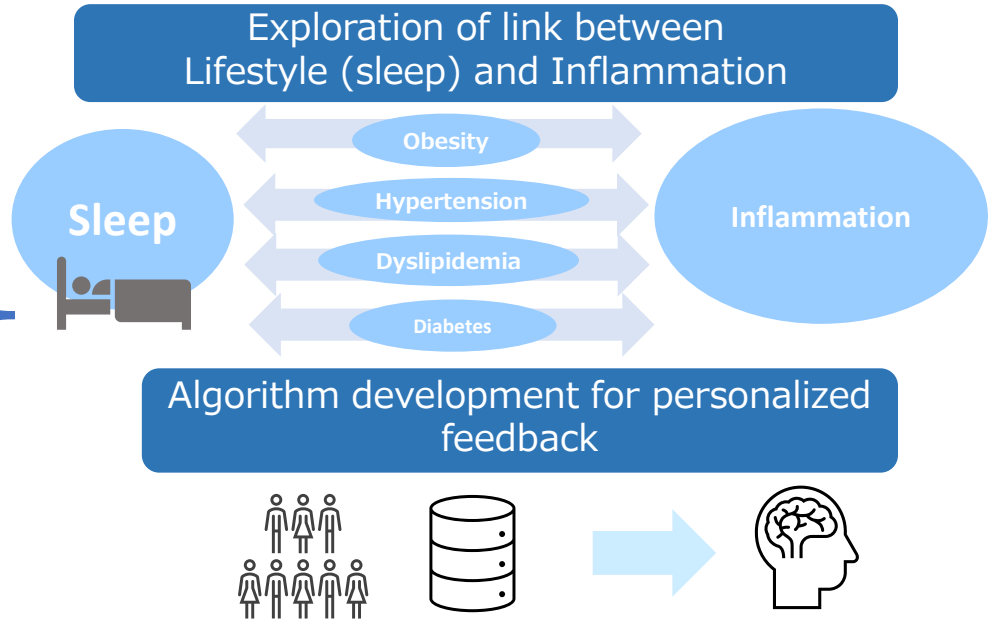 Exploration of link between
Lifestyle (sleep) and Inflammation
Obesity
Hypertension
Sleep
Inflammation
Dyslipidemia
Diabetes
Algorithm development for personalized
feedback